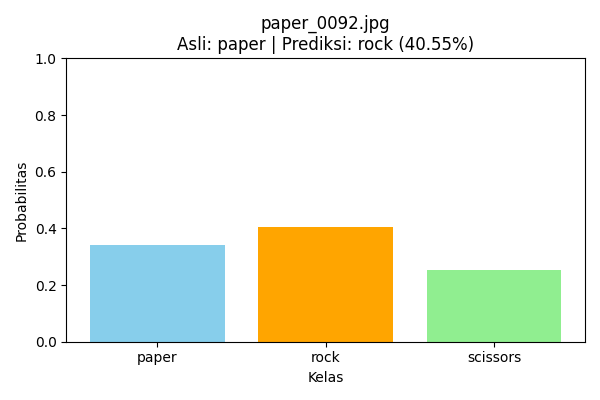 paper_0092.jpg
Asli: paper | Prediksi: rock (40.55%)
Probabilitas
1.0
0.8
0.6
0.4
0.2
0.0
paper rock scissors
Kelas